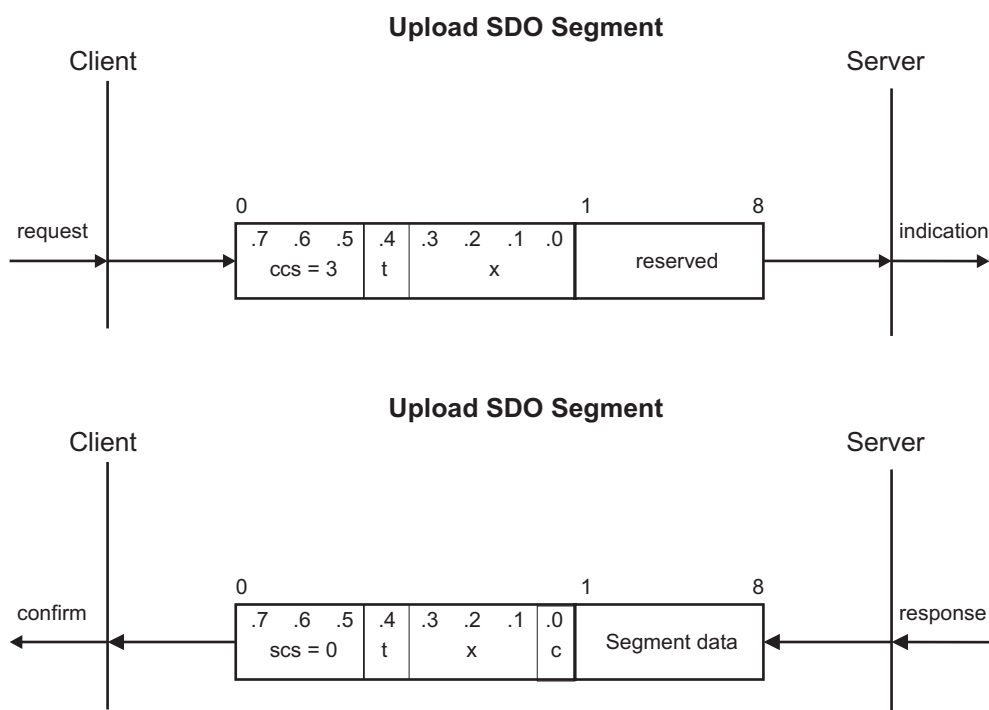 Upload SDO Segment
Client Server
0 1 8
request .7 .6 .5 .4 .3 .2 .1 .0 indication
ccs = 3 t x reserved
Upload SDO Segment
Client Server
0 1 8
confirm .7 .6 .5 .4 .3 .2 .1 .0 response
scs = 0 t x c Segment data